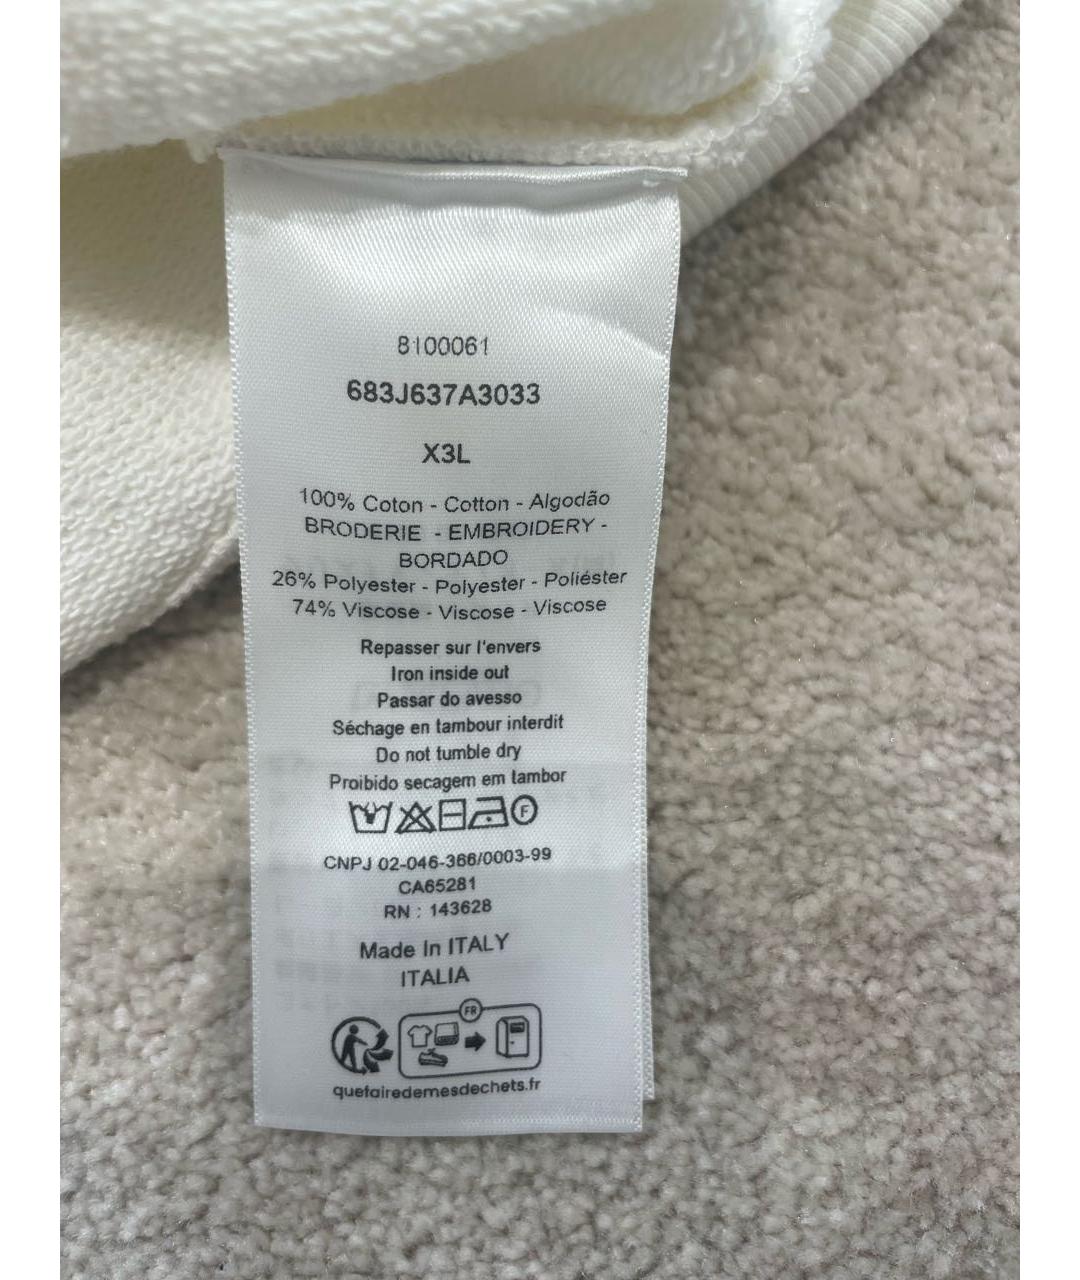 8100061
683J637A3033
X3L
100% Coton - Cotton - Algodão
BRODERIE - EMBROIDERY -
BORDADO
26% Polyester - Polyester - Poliéster
74% Viscose - Viscose - Viscose
Repasser sur l'envers
Iron inside out
Passar do avesso
Séchage en tambour interdit
Do not tumble dry
Proibido secagem em tambor
F
CNPJ 02-046-366/0003-99
CA65281
RN : 143628
Made In ITALY
ITALIA
FR
quefairedemesdechets.fr